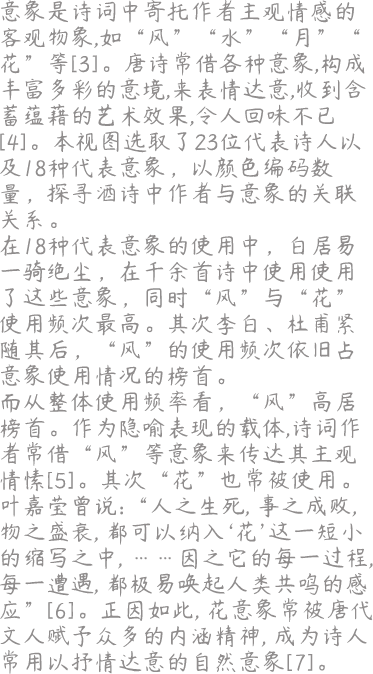 意象是诗词中寄托作者主观情感的
客观物象,如“风”“水”“月”“
花”等[3]。唐诗常借各种意象,构成
丰富多彩的意境,来表情达意,收到含
蓄蕴藉的艺术效果,令人回味不已
[4]。本视图选取了23位代表诗人以
及18种代表意象，以颜色编码数
量，探寻酒诗中作者与意象的关联
关系。
在18种代表意象的使用中，白居易
一骑绝尘，在千余首诗中使用使用
了这些意象，同时“风”与“花”
使用频次最高。其次李白、杜甫紧
随其后，“风”的使用频次依旧占
意象使用情况的榜首。
而从整体使用频率看，“风”高居
榜首。作为隐喻表现的载体,诗词作
者常借“风”等意象来传达其主观
情愫[5]。其次“花”也常被使用。
叶嘉莹曾说:“人之生死,事之成败,
物之盛衰,都可以纳入‘花’这一短小
的缩写之中,……因之它的每一过程,
每一遭遇,都极易唤起人类共鸣的感
应”[6]。正因如此,花意象常被唐代
文人赋予众多的内涵精神,成为诗人
常用以抒情达意的自然意象[7]。